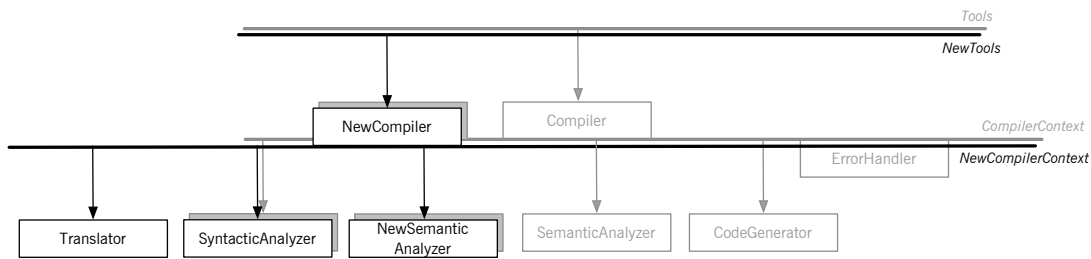 Tools
NewTools
NewCompiler
Compiler
CompilerContext
ErrorHandler
NewCompilerContext
Translator
SyntacticAnalyzer
NewSemantic
Analyzer
SemanticAnalyzer
CodeGenerator